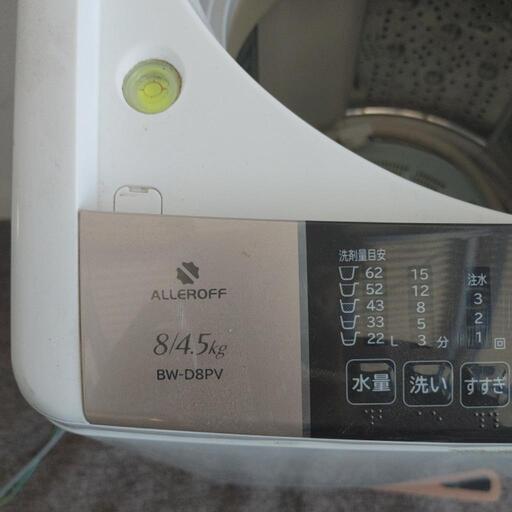 ALLEROFF
8/4.5kg
BW-D8PV
洗剤量目安
62 15
52 12
43 8
33 5
22 L 3 分
注水
3
2
1 回
水量 洗い すすぎ